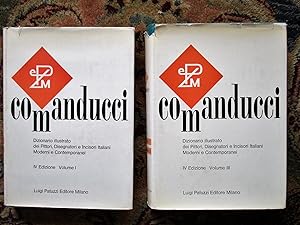 ePM
comanducci
Dizionario illustrato
dei Pittori, Disegnatori e Incisori Italiani
Moderni e Contemporanei
IV Edizione Volume I
Luigi Patuzzi Editore Milano
ePM
comanducci
Dizionario illustrato
dei Pittori, Disegnatori e Incisori Italiani
Moderni e Contemporanei
IV Edizione Volume III
Luigi Patuzzi Editore Milano